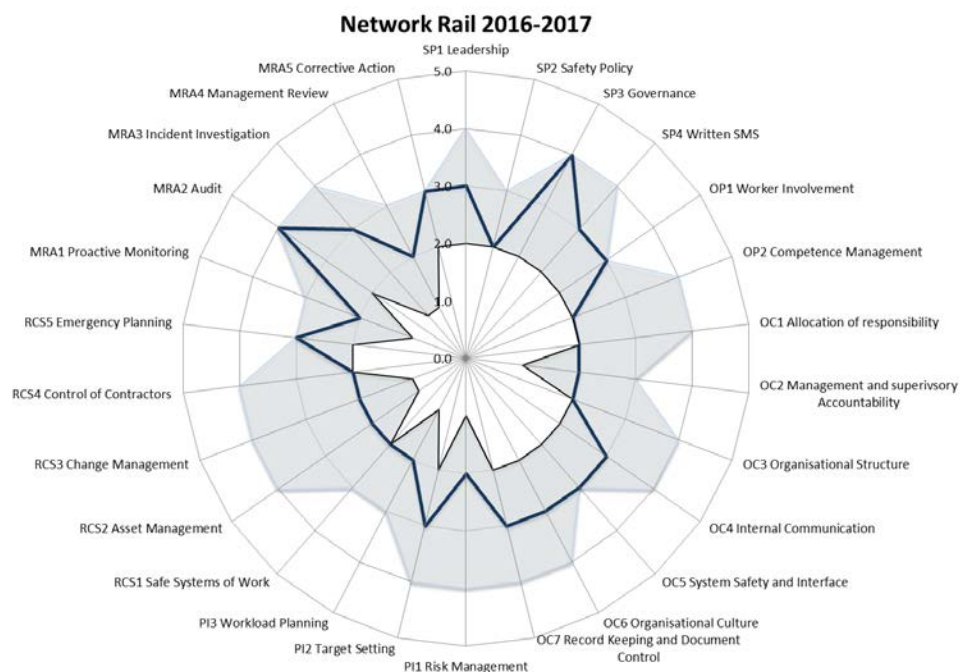 Network Rail 2016-2017
SP1 Leadership
SP2 Safety Policy
SP3 Governance
SP4 Written SMS
OP1 Worker Involvement
OP2 Competence Management
OC1 Allocation of responsibility
OC2 Management and superivsory
Accountability
OC3 Organisational Structure
OC4 Internal Communication
OC5 System Safety and Interface
OC6 Organisational Culture
OC7 Record Keeping and Document
Control
PI1 Risk Management
PI2 Target Setting
PI3 Workload Planning
RCS1 Safe Systems of Work
RCS2 Asset Management
RCS3 Change Management
RCS4 Control of Contractors
RCS5 Emergency Planning
MRA1 Proactive Monitoring
MRA2 Audit
MRA3 Incident Investigation
MRA4 Management Review
MRA5 Corrective Action
5.0
4.0
3.0
2.0
1.0
0.0